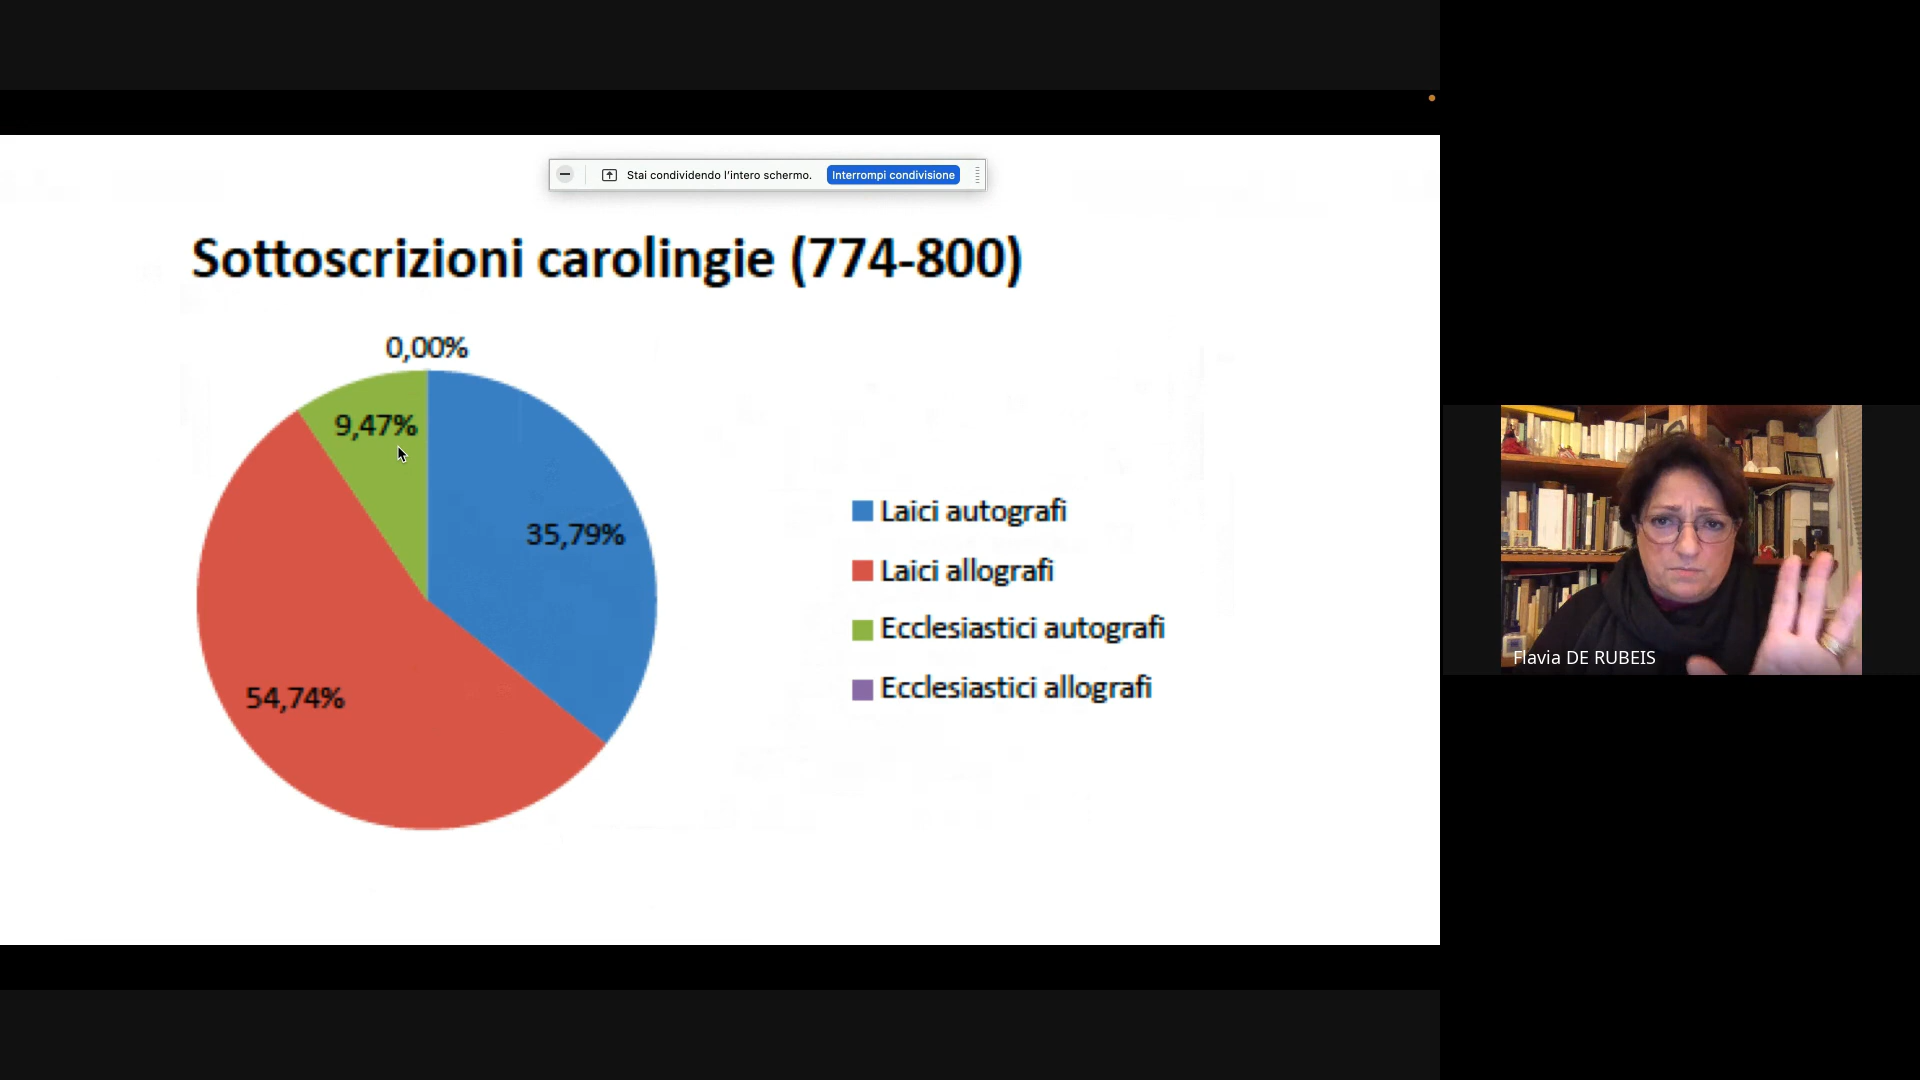 Stai condividendo l'intero schermo.
Interrompi condivisione
Sottoscrizioni carolingie (774-800)
0,00%
9,47%
35,79%
54,74%
Laici autografi
Laici allografi
Ecclesiastici autografi
Ecclesiastici allografi
Flavia DE RUBEIS